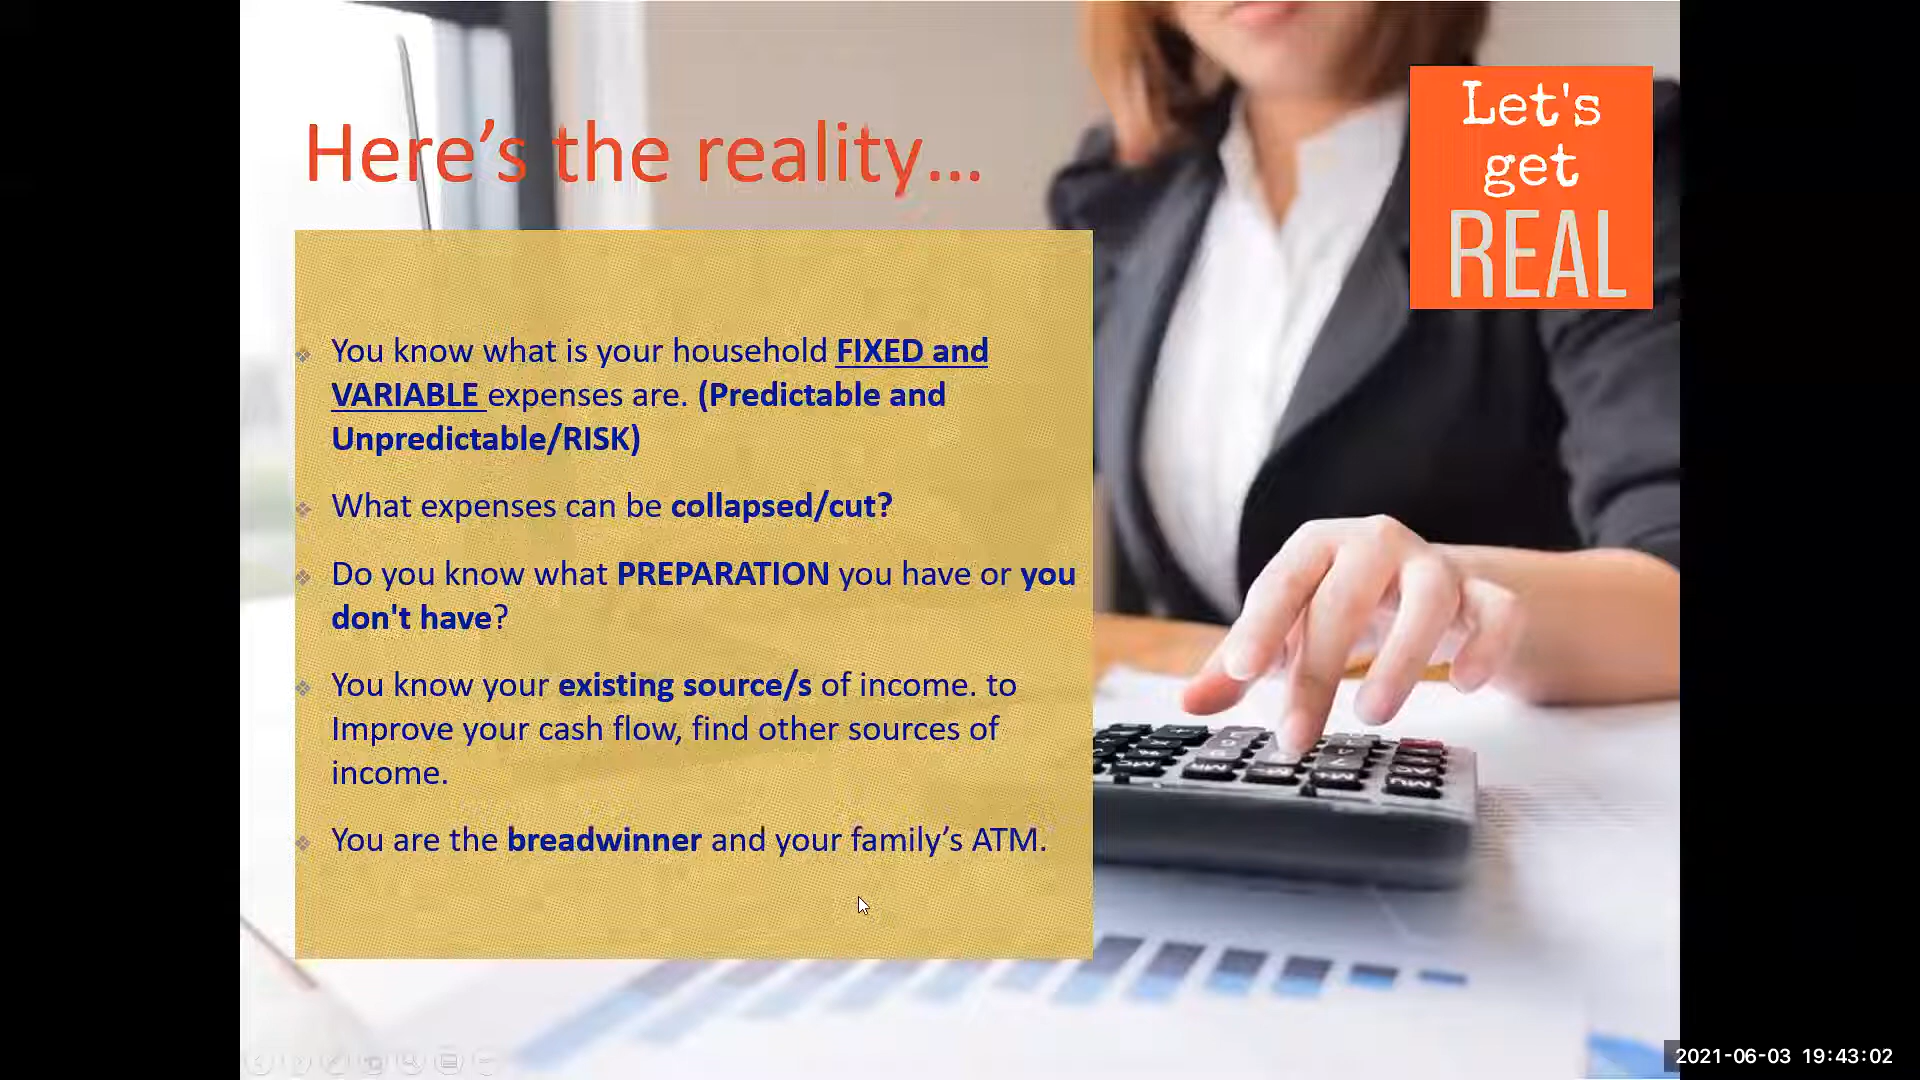 Let's
get
REAL
Here’s the reality...
You know what is your household FIXED and
VARIABLE expenses are. (Predictable and
Unpredictable/RISK)
What expenses can be collapsed/cut?
Do you know what PREPARATION you have or you
don't have?
You know your existing source/s of income. to
Improve your cash flow, find other sources of
income.
You are the breadwinner and your family’s ATM.
2021-06-03 19:43:02